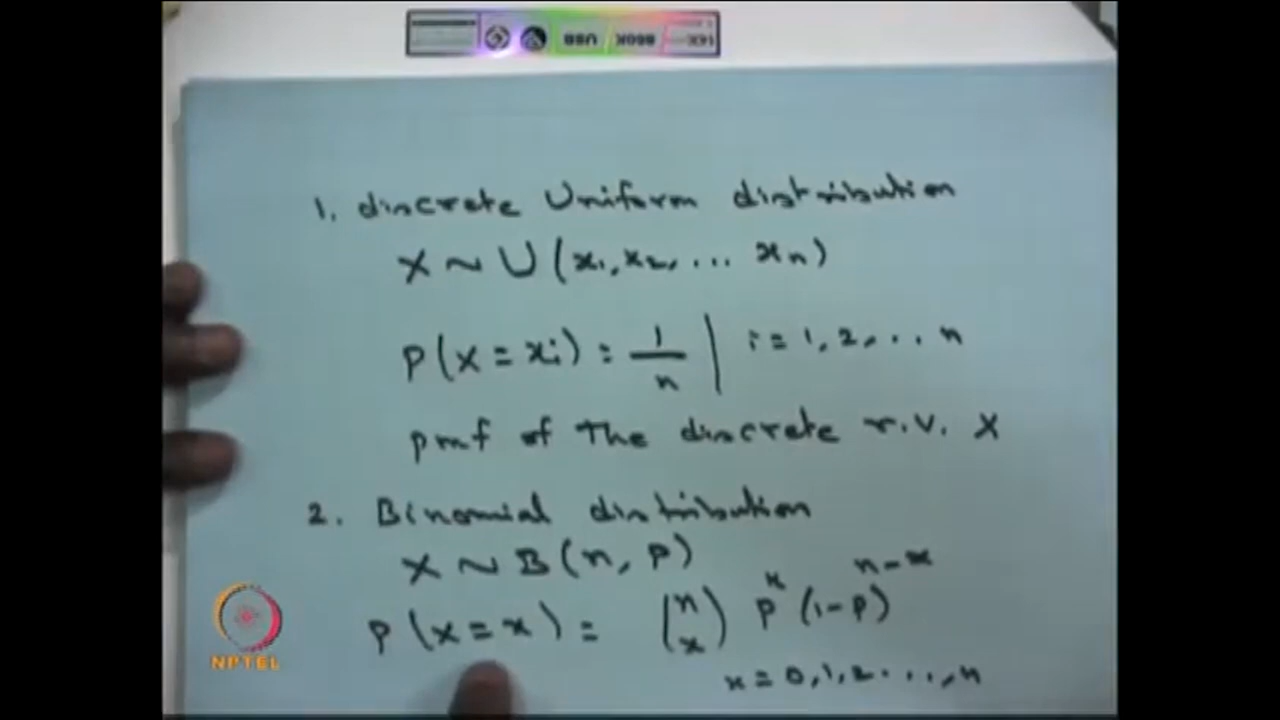 USB
1. discrete Uniform distribution
X ~ U (x₁, x₂, ... xₙ)
P(X = xᵢ) = 1/n | i = 1, 2, ... n
pmf of The discrete r.v. X
2. Binomial distribution
X ~ B(n, P)
P(X = x) = (n x) P^x (1-P)^(n-x)
x = 0, 1, 2 ..., n
NPTEL